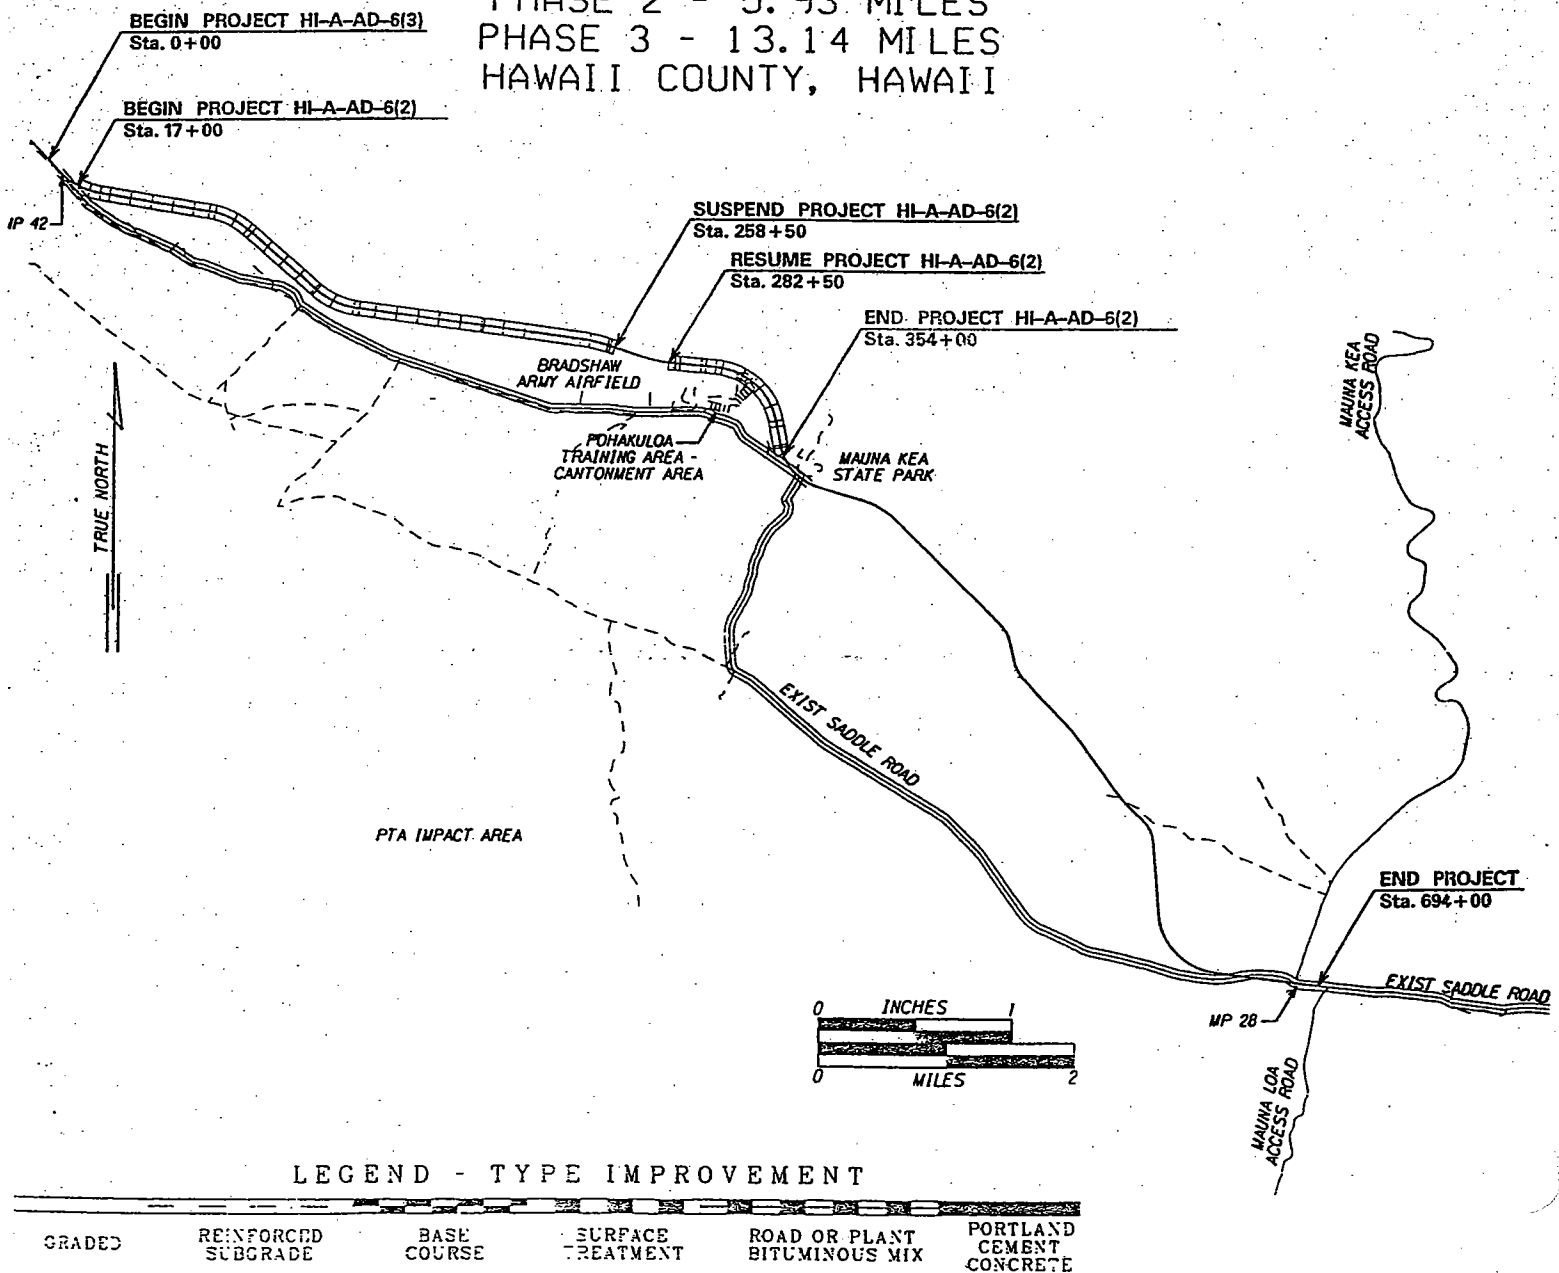 PHASE 2 - 5.93 MILES
PHASE 3 - 13.14 MILES
HAWAII COUNTY, HAWAII
BEGIN PROJECT HI-A-AD-6(3)
Sta. 0+00
BEGIN PROJECT HI-A-AD-6(2)
Sta. 17+00
IP 42
SUSPEND PROJECT HI-A-AD-6(2)
Sta. 258+50
RESUME PROJECT HI-A-AD-6(2)
Sta. 282+50
END PROJECT HI-A-AD-6(2)
Sta. 354+00
BRADSHAW
ARMY AIRFIELD
POHAKULOA
TRAINING AREA -
CANTONMENT AREA
MAUNA KEA
STATE PARK
MAUNA KEA
ACCESS ROAD
TRUE NORTH
EXIST SADDLE ROAD
PTA IMPACT AREA
END PROJECT
Sta. 694+00
EXIST SADDLE ROAD
MP 28
MAUNA LOA
ACCESS ROAD
0 INCHES 1
0 MILES 2
LEGEND - TYPE IMPROVEMENT
GRADED
REINFORCED
SUBGRADE
BASE
COURSE
SURFACE
TREATMENT
ROAD OR PLANT
BITUMINOUS MIX
PORTLAND
CEMENT
CONCRETE